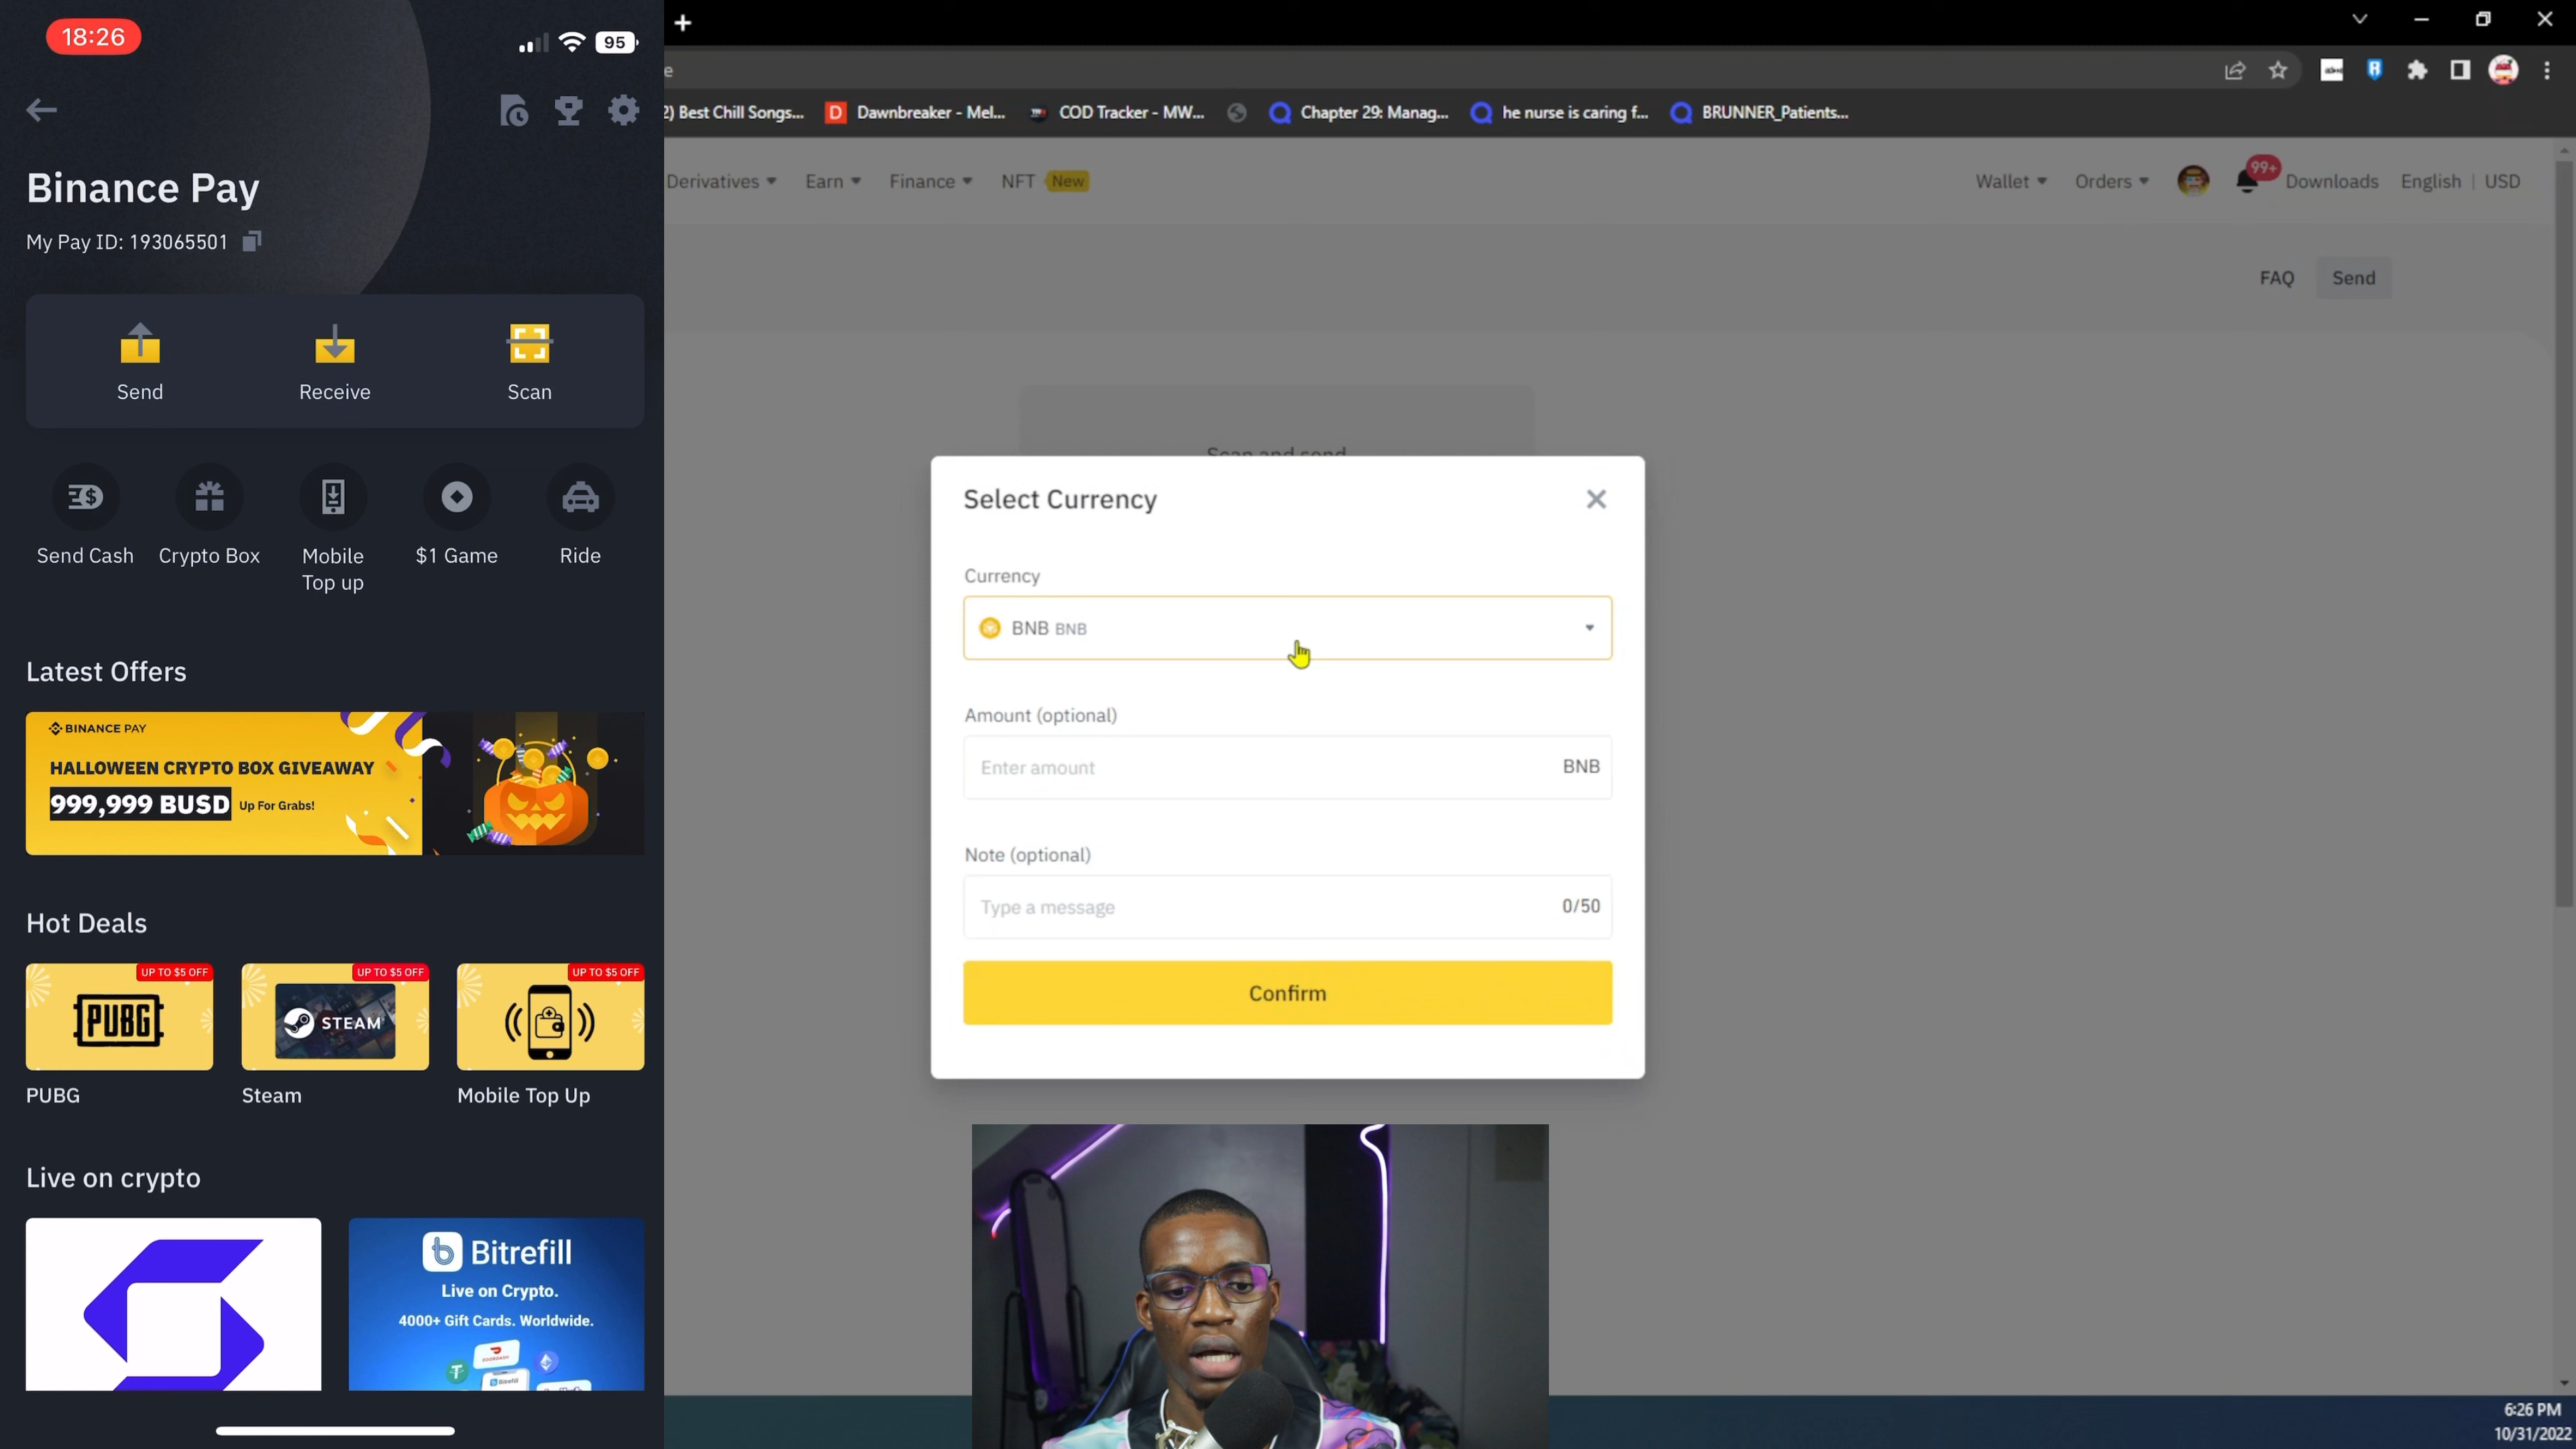 18:26
95
Binance Pay
My Pay ID: 193065501
Send
Receive
Scan
Send Cash
Crypto Box
Mobile
Top up
$1 Game
Ride
Latest Offers
BINANCE PAY
HALLOWEEN CRYPTO BOX GIVEAWAY
999,999 BUSD Up For Grabs!
Hot Deals
UP TO $5 OFF
UP TO $5 OFF
UP TO $5 OFF
PUBG
STEAM
PUBG
Steam
Mobile Top Up
Live on crypto
Bitrefill
Live on Crypto.
4000+ Gift Cards. Worldwide.
DOORDASH
Bitrefill
e
2) Best Chill Songs...
Dawnbreaker - Mel...
COD Tracker - MW...
Chapter 29: Manag...
he nurse is caring f...
BRUNNER_Patients...
Derivatives
Earn
Finance
NFT New
Wallet
Orders
99+
Downloads
English | USD
FAQ
Send
Scan and send
Select Currency
Currency
BNB BNB
Amount (optional)
Enter amount
BNB
Note (optional)
Type a message
0/50
Confirm
6:26 PM
10/31/2022